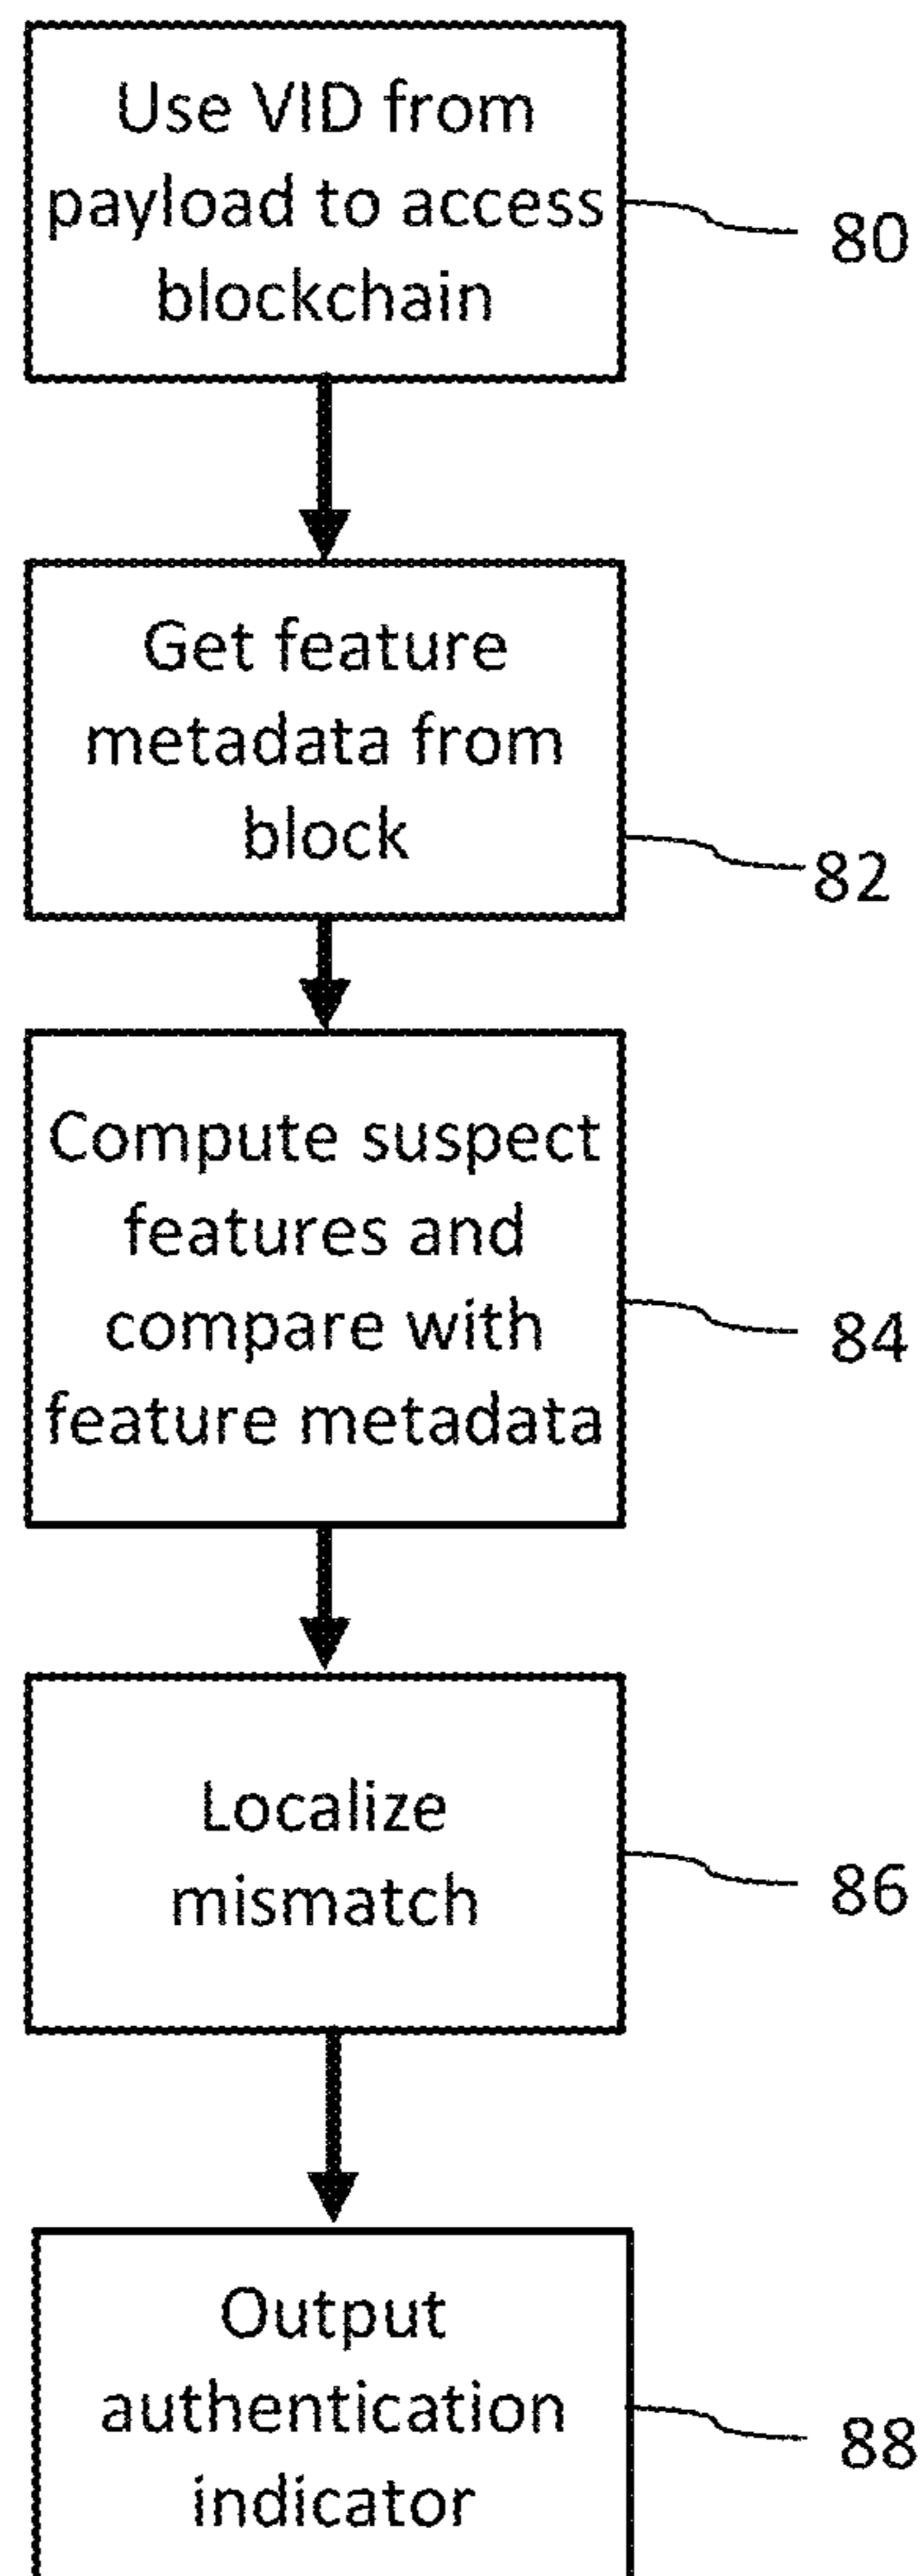 Use VID from
payload to access
blockchain
80
Get feature
metadata from
block
82
Compute suspect
features and
compare with
feature metadata
84
Localize
mismatch
86
Output
authentication
indicator
88